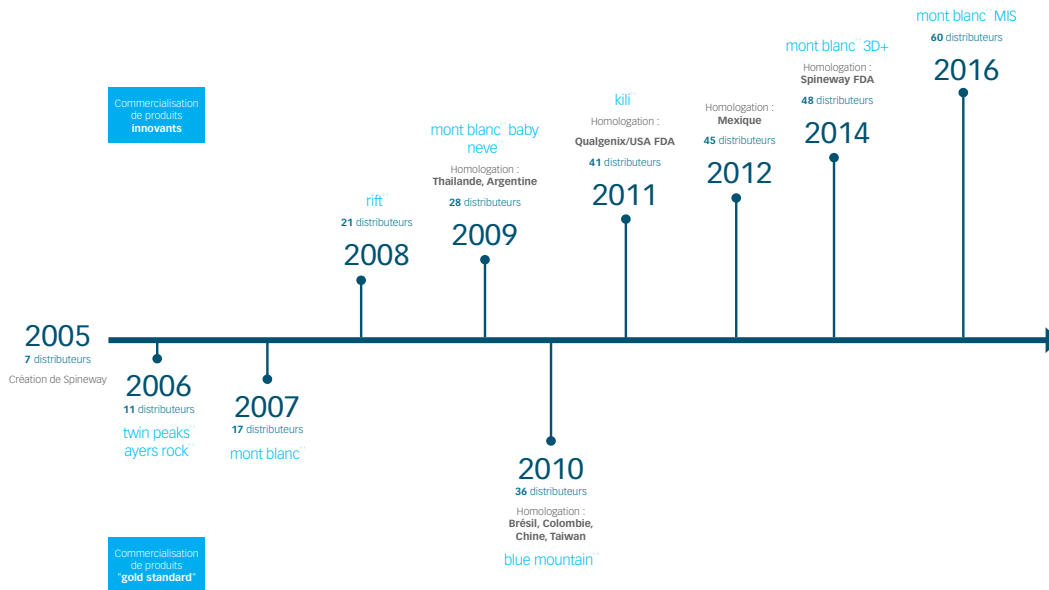 mont blanc MIS
60 distributeurs
2016
mont blanc 3D+
Homologation :
Spineway FDA
48 distributeurs
2014
Homologation :
Mexique
45 distributeurs
2012
kili
Homologation :
Qualgenix/USA FDA
41 distributeurs
2011
mont blanc baby
neve
Homologation :
Thaïlande, Argentine
28 distributeurs
2009
rift
21 distributeurs
2008
Commercialisation
de produits
innovants
2005
7 distributeurs
Création de Spineway
2006
11 distributeurs
twin peaks
ayers rock
2007
17 distributeurs
mont blanc
2010
36 distributeurs
Homologation :
Brésil, Colombie,
Chine, Taiwan
blue mountain
Commercialisation
de produits
"gold standard"